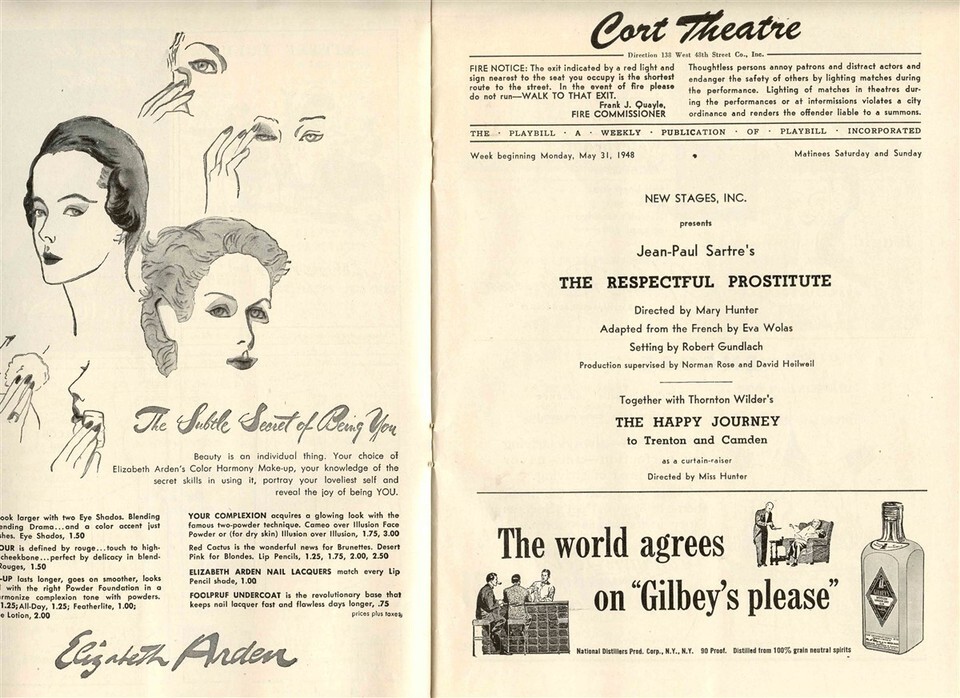 The Subtle Secret of Being You
Beauty is an individual thing. Your choice of
Elizabeth Arden's Color Harmony Make-up, your knowledge of the
secret skills in using it, portray your loveliest self and
reveal the joy of being YOU.
ook larger with two Eye Shados. Blending
ending Drama...and a color accent just
shes. Eye Shados, 1.50
OUR is defined by rouge...touch to high-
cheekbone...perfect by delicacy in blend-
Rouges, 1.50
-UP lasts longer, goes on smoother, looks
with the right Powder Foundation in a
armonize complexion tone with powders.
1.25; All-Day, 1.25; Featherlite, 1.00;
e Lotion, 2.00
YOUR COMPLEXION acquires a glowing look with the
famous two-powder technique. Cameo over Illusion Face
Powder or (for dry skin) Illusion over Illusion, 1.75, 3.00
Red Cactus is the wonderful news for Brunettes. Desert
Pink for Blondes. Lip Pencils, 1.25, 1.75, 2.00, 2.50
ELIZABETH ARDEN NAIL LACQUERS match every Lip
Pencil shade, 1.00
FOOLPRUF UNDERCOAT is the revolutionary base that
keeps nail lacquer fast and flawless days longer, .75
prices plus taxes
Elizabeth Arden
Cort Theatre
Direction 138 West 48th Street Co., Inc.
FIRE NOTICE: The exit indicated by a red light and
sign nearest to the seat you occupy is the shortest
route to the street. In the event of fire please
do not run—WALK TO THAT EXIT.
Frank J. Quayle,
FIRE COMMISSIONER
Thoughtless persons annoy patrons and distract actors and
endanger the safety of others by lighting matches during
the performance. Lighting of matches in theatres dur-
ing the performances or at intermissions violates a city
ordinance and renders the offender liable to a summons.
THE · PLAYBILL · A · WEEKLY · PUBLICATION · OF · PLAYBILL · INCORPORATED
Week beginning Monday, May 31, 1948 • Matinees Saturday and Sunday
NEW STAGES, INC.
presents
Jean-Paul Sartre's
THE RESPECTFUL PROSTITUTE
Directed by Mary Hunter
Adapted from the French by Eva Wolas
Setting by Robert Gundlach
Production supervised by Norman Rose and David Heilweil
Together with Thornton Wilder's
THE HAPPY JOURNEY
to Trenton and Camden
as a curtain-raiser
Directed by Miss Hunter
The world agrees
on "Gilbey's please"
National Distillers Prod. Corp., N.Y., N.Y. 90 Proof. Distilled from 100% grain neutral spirits